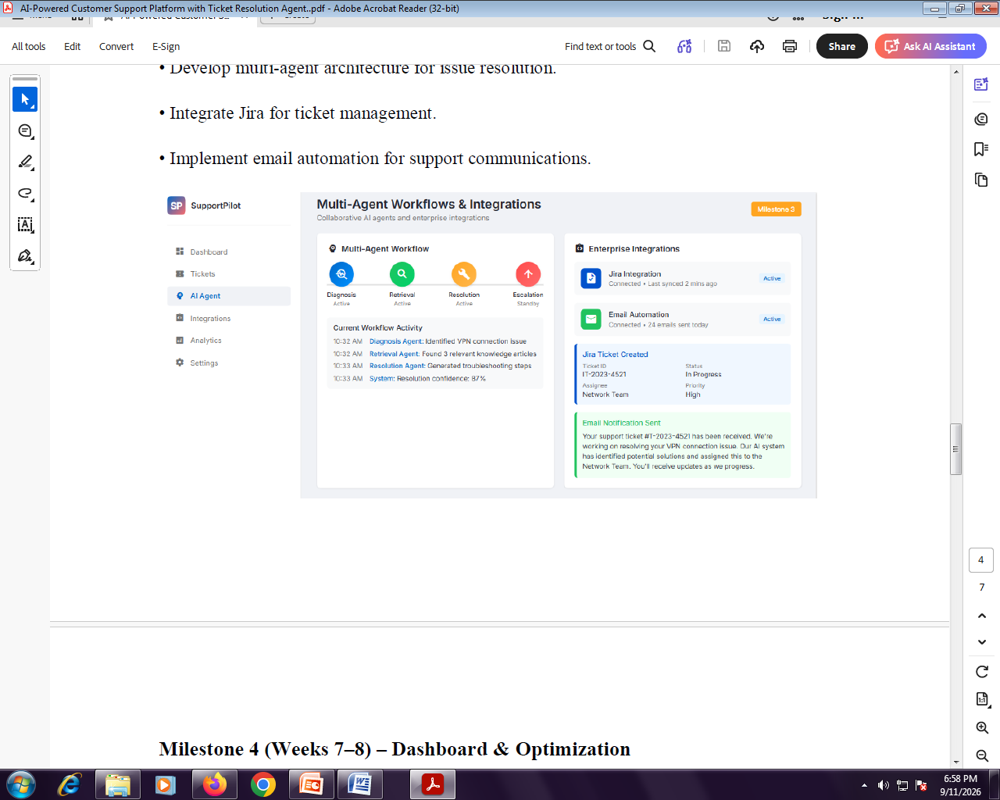 AI-Powered Customer Support Platform with Ticket Resolution Agent..pdf - Adobe Acrobat Reader (32-bit)
All tools
Edit
Convert
E-Sign
Find text or tools
Share
Ask AI Assistant
• Develop multi-agent architecture for issue resolution.
• Integrate Jira for ticket management.
• Implement email automation for support communications.
SP
SupportPilot
Dashboard
Tickets
AI Agent
Integrations
Analytics
Settings
Multi-Agent Workflows & Integrations
Collaborative AI agents and enterprise integrations
Milestone 3
Multi-Agent Workflow
Diagnosis
Active
Retrieval
Active
Resolution
Active
Escalation
Standby
Current Workflow Activity
10:32 AM Diagnosis Agent: Identified VPN connection issue
10:32 AM Retrieval Agent: Found 3 relevant knowledge articles
10:33 AM Resolution Agent: Generated troubleshooting steps
10:33 AM System: Resolution confidence: 87%
Enterprise Integrations
Jira Integration
Connected • Last synced 2 mins ago
Active
Email Automation
Connected • 24 emails sent today
Active
Jira Ticket Created
Ticket ID
IT-2023-4521
Status
In Progress
Assignee
Network Team
Priority
High
Email Notification Sent
Your support ticket #IT-2023-4521 has been received. We're
working on resolving your VPN connection issue. Our AI system
has identified potential solutions and assigned this to the
Network Team. You'll receive updates as we progress.
4
7
1:1
Milestone 4 (Weeks 7–8) – Dashboard & Optimization
6:58 PM
9/11/2026